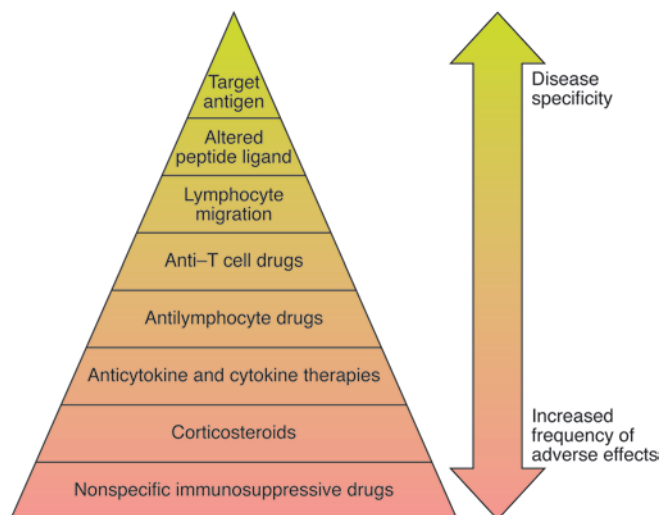 Target
antigen
Altered
peptide ligand
Lymphocyte
migration
Anti–T cell drugs
Antilymphocyte drugs
Anticytokine and cytokine therapies
Corticosteroids
Nonspecific immunosuppressive drugs
Disease
specificity
Increased
frequency of
adverse effects